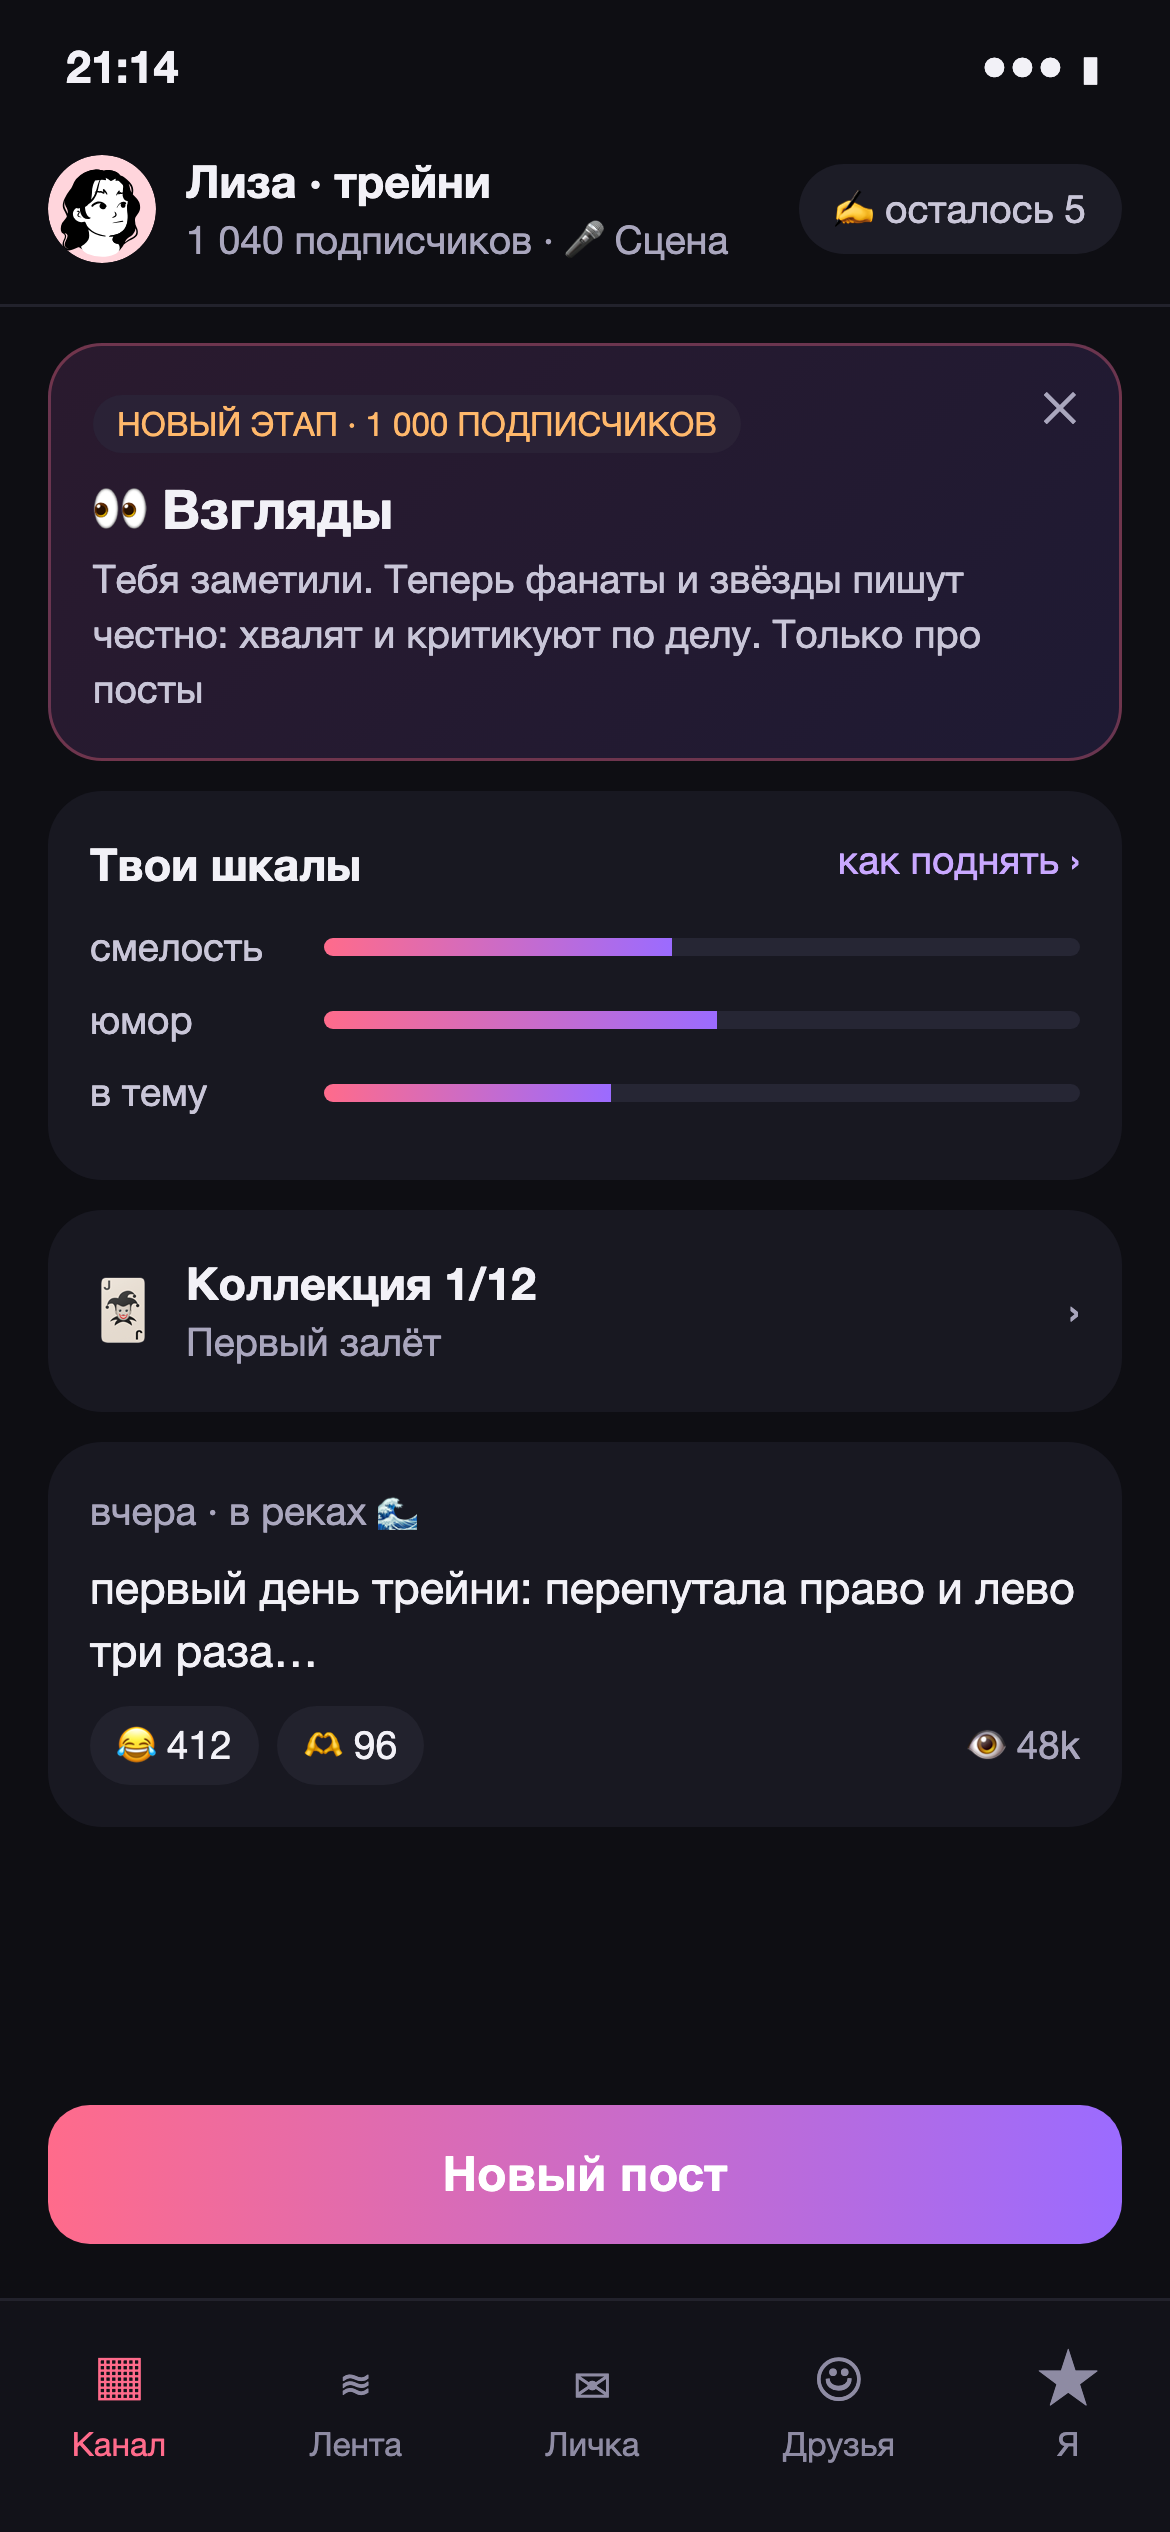 21:14
Лиза · трейни
1 040 подписчиков · 🎤 Сцена
✍️ осталось 5
НОВЫЙ ЭТАП · 1 000 ПОДПИСЧИКОВ
👀 Взгляды
Тебя заметили. Теперь фанаты и звёзды пишут
честно: хвалят и критикуют по делу. Только про
посты
Твои шкалы
как поднять ›
смелость
юмор
в тему
Коллекция 1/12
Первый залёт
вчера · в реках 🌊
первый день трейни: перепутала право и лево
три раза…
😂 412
🫶 96
👁️ 48k
Новый пост
Канал
Лента
Личка
Друзья
Я